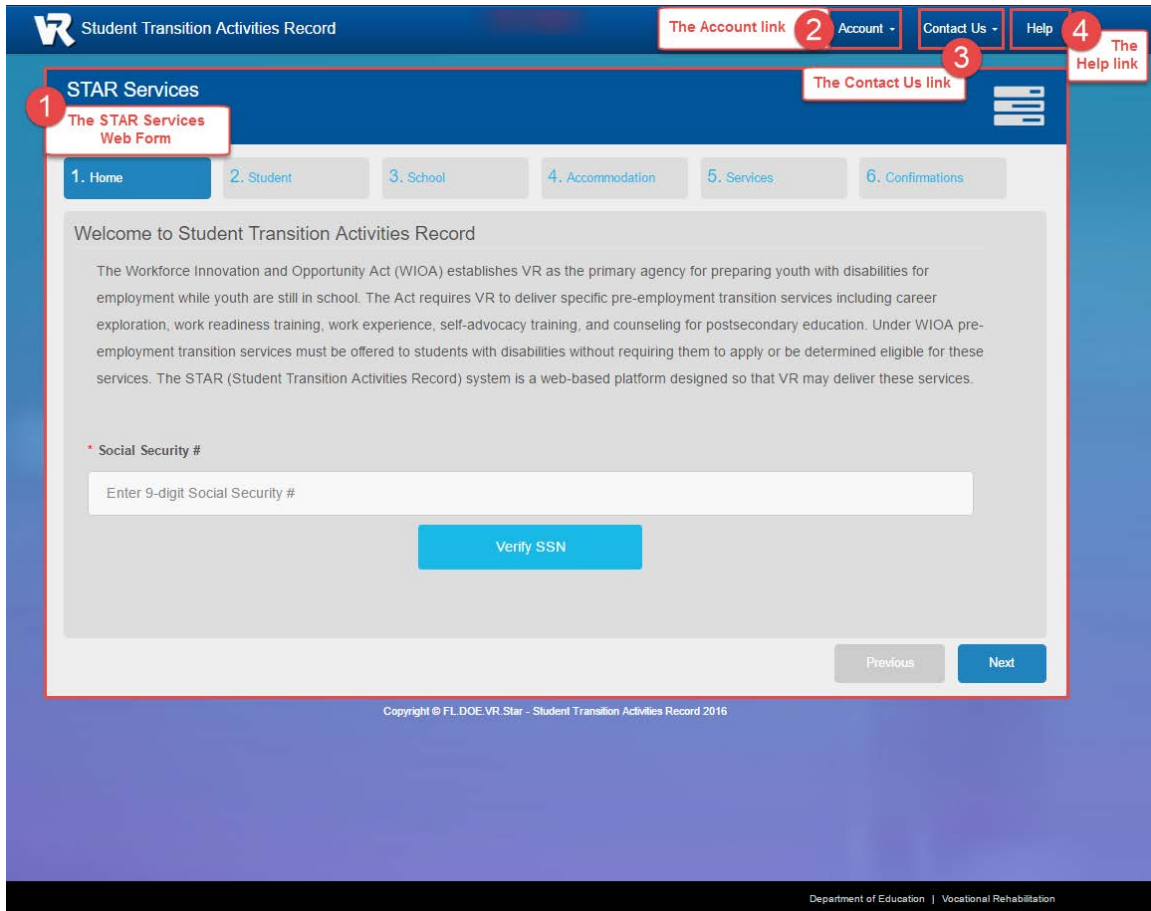 VR Student Transition Activities Record
The Account link
2
Account
Contact Us
Help
4
The
Help link
3
The Contact Us link
STAR Services
1
The STAR Services
Web Form
1. Home
2. Student
3. School
4. Accommodation
5. Services
6. Confirmations
Welcome to Student Transition Activities Record
The Workforce Innovation and Opportunity Act (WIOA) establishes VR as the primary agency for preparing youth with disabilities for
employment while youth are still in school. The Act requires VR to deliver specific pre-employment transition services including career
exploration, work readiness training, work experience, self-advocacy training, and counseling for postsecondary education. Under WIOA pre-
employment transition services must be offered to students with disabilities without requiring them to apply or be determined eligible for these
services. The STAR (Student Transition Activities Record) system is a web-based platform designed so that VR may deliver these services.
* Social Security #
Enter 9-digit Social Security #
Verify SSN
Previous
Next
Copyright © FL.DOE.VR.Star - Student Transition Activities Record 2016
Department of Education | Vocational Rehabilitation